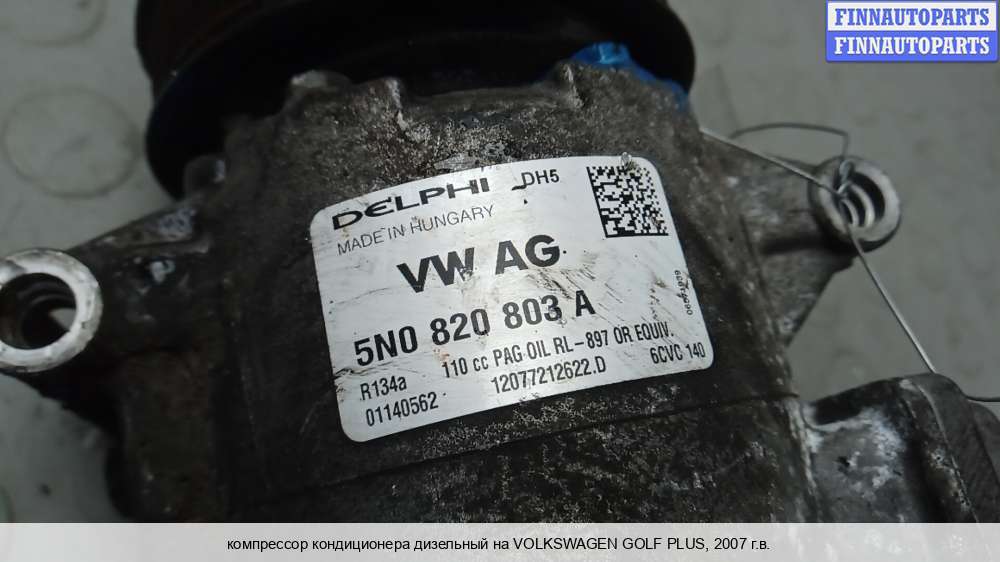 FINNAUTOPARTS
FINNAUTOPARTS
DELPHI DH5
MADE IN HUNGARY
VW AG
5N0 820 803 A
R134a 110 cc PAG OIL RL-897 OR EQUIV.
01140562 12077212622.D 6CVC 140
компрессор кондиционера дизельный на VOLKSWAGEN GOLF PLUS, 2007 г.в.